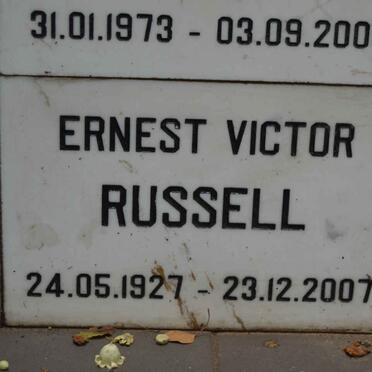 31.01.1973 - 03.09.200
ERNEST VICTOR
RUSSELL
24.05.1927 - 23.12.2007